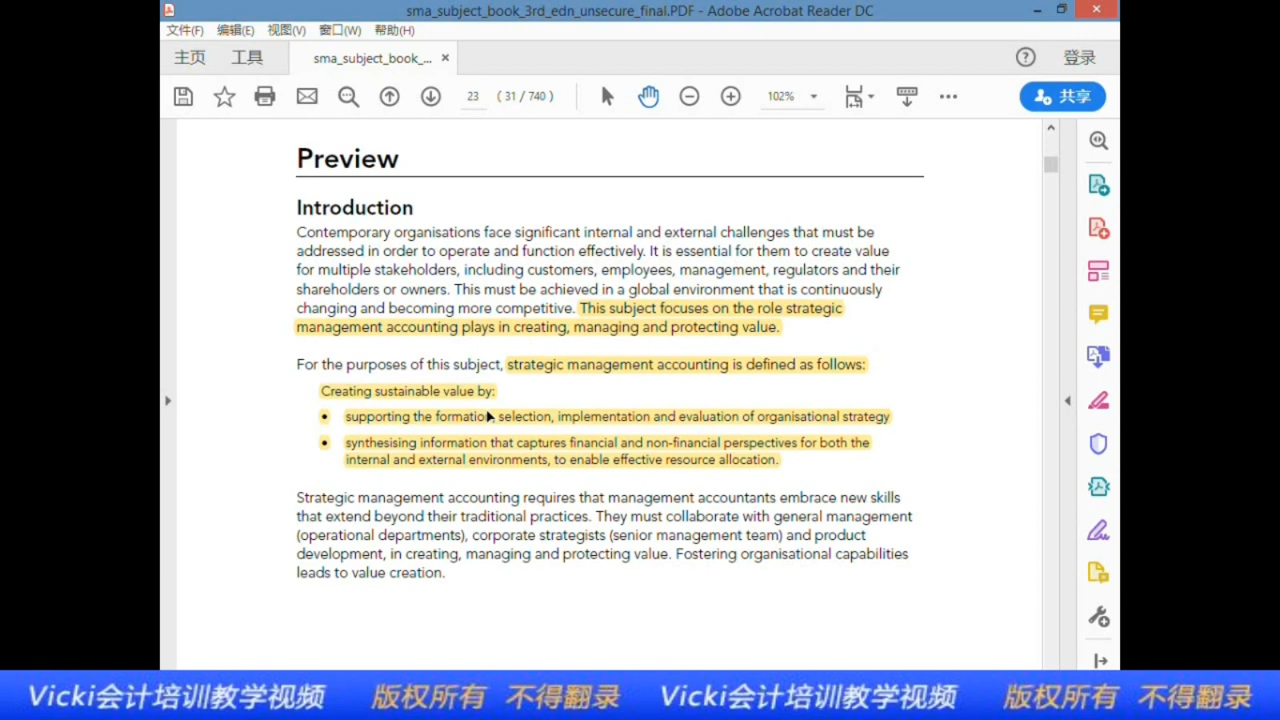 sma_subject_book_3rd_edn_unsecure_final.PDF - Adobe Acrobat Reader DC
文件(F) 编辑(E) 视图(V) 窗口(W) 帮助(H)
主页 工具 sma_subject_book_... × 登录
23 ( 31 / 740 ) 102% 共享
Preview
Introduction
Contemporary organisations face significant internal and external challenges that must be
addressed in order to operate and function effectively. It is essential for them to create value
for multiple stakeholders, including customers, employees, management, regulators and their
shareholders or owners. This must be achieved in a global environment that is continuously
changing and becoming more competitive. This subject focuses on the role strategic
management accounting plays in creating, managing and protecting value.
For the purposes of this subject, strategic management accounting is defined as follows:
Creating sustainable value by:
• supporting the formation, selection, implementation and evaluation of organisational strategy
• synthesising information that captures financial and non-financial perspectives for both the
internal and external environments, to enable effective resource allocation.
Strategic management accounting requires that management accountants embrace new skills
that extend beyond their traditional practices. They must collaborate with general management
(operational departments), corporate strategists (senior management team) and product
development, in creating, managing and protecting value. Fostering organisational capabilities
leads to value creation.
Vicki会计培训教学视频 版权所有 不得翻录 Vicki会计培训教学视频 版权所有 不得翻录